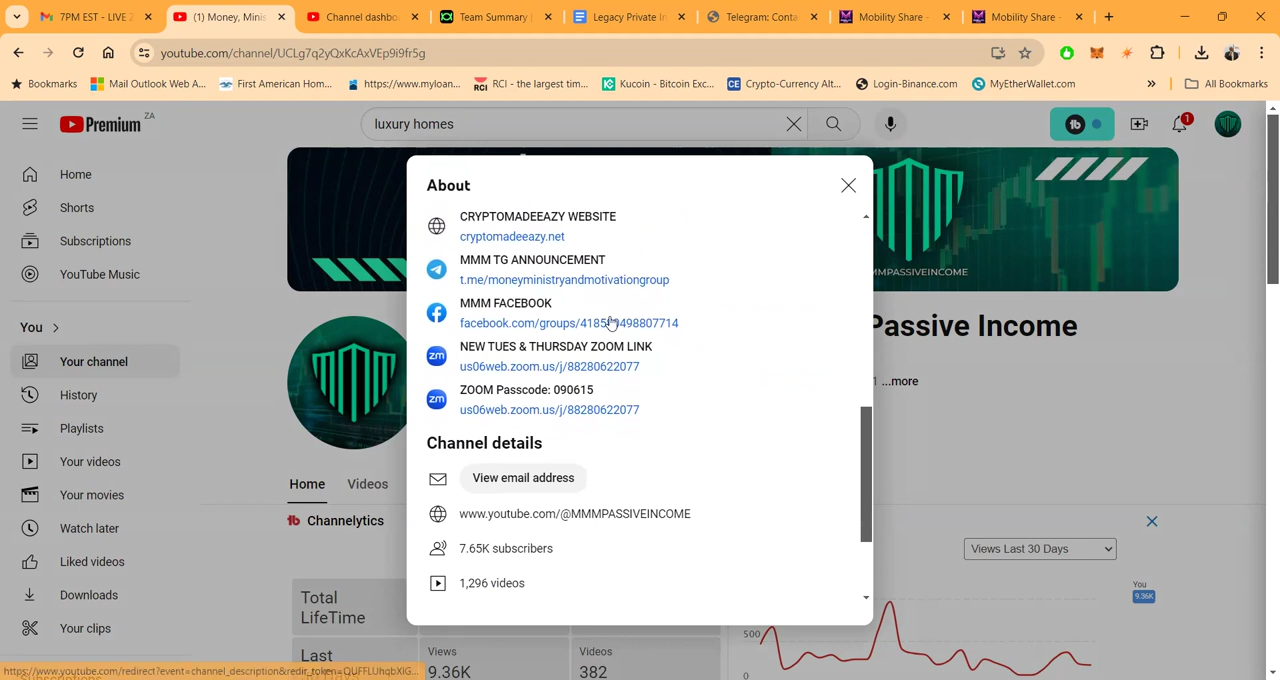 7PM EST - LIVE Z
(1) Money, Minis
Channel dashbo
Team Summary |
Legacy Private In
Telegram: Conta
Mobility Share -
Mobility Share -
youtube.com/channel/UCLg7q2yQxKcAxVEp9i9fr5g
Bookmarks
Mail Outlook Web A...
First American Hom...
https://www.myloan...
RCI - the largest tim...
Kucoin - Bitcoin Exc...
Crypto-Currency Alt...
Login-Binance.com
MyEtherWallet.com
»
All Bookmarks
Premium ZA
luxury homes
1
Home
Shorts
Subscriptions
YouTube Music
You
Your channel
History
Playlists
Your videos
Your movies
Watch later
Liked videos
Downloads
Your clips
About
CRYPTOMADEEAZY WEBSITE
cryptomadeeazy.net
MMM TG ANNOUNCEMENT
t.me/moneyministryandmotivationgroup
MMM FACEBOOK
NEW TUES & THURSDAY ZOOM LINK
us06web.zoom.us/j/88280622077
ZOOM Passcode: 090615
us06web.zoom.us/j/88280622077
Channel details
View email address
www.youtube.com/@MMMPASSIVEINCOME
7.65K subscribers
1,296 videos
MMPASSIVEINCOME
Passive Income
...more
Home
Videos
Channelytics
Views Last 30 Days
Total
LifeTime
Last
Views
9.36K
Videos
382
500
0
You
9.36K